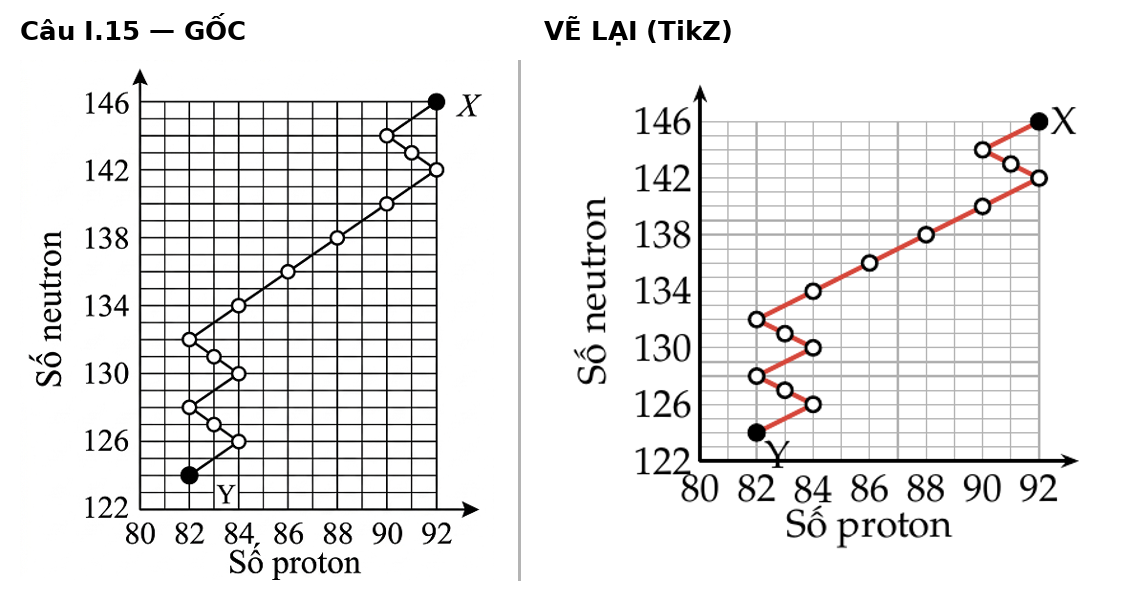 Câu I.15 — GỐC
VẼ LẠI (TikZ)
146
142
138
134
130
126
122
80 82 84 86 88 90 92
Số neutron
Số proton
X
Y
146
142
138
134
130
126
122
80 82 84 86 88 90 92
Số neutron
Số proton
X
Y